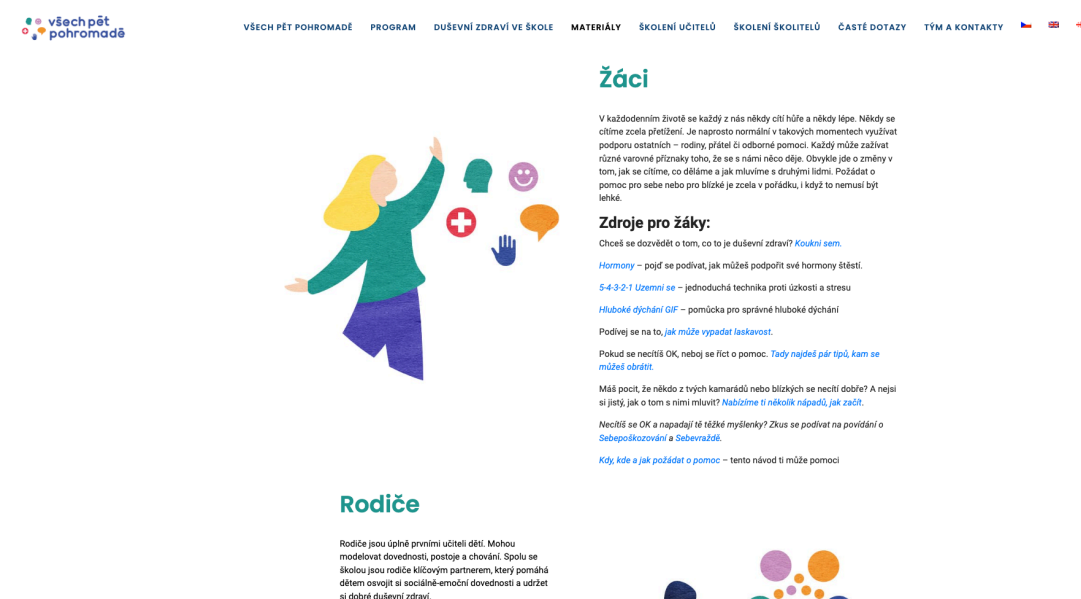 všech pět
pohromadě
VŠECH PĚT POHROMADĚ PROGRAM DUŠEVNÍ ZDRAVÍ VE ŠKOLE MATERIÁLY ŠKOLENÍ UČITELŮ ŠKOLENÍ ŠKOLITELŮ ČASTÉ DOTAZY TÝM A KONTAKTY
Žáci
V každodenním životě se každý z nás někdy cítí hůře a někdy lépe. Někdy se
cítíme zcela přetížení. Je naprosto normální v takových momentech využívat
podporu ostatních – rodiny, přátel či odborné pomoci. Každý může zažívat
různé varovné příznaky toho, že se s námi něco děje. Obvykle jde o změny v
tom, jak se cítíme, co děláme a jak mluvíme s druhými lidmi. Požádat o
pomoc pro sebe nebo pro blízké je zcela v pořádku, i když to nemusí být
lehké.
Zdroje pro žáky:
Chceš se dozvědět o tom, co to je duševní zdraví? Koukni sem.
Hormony – pojď se podívat, jak můžeš podpořit své hormony štěstí.
5-4-3-2-1 Uzemni se – jednoduchá technika proti úzkosti a stresu
Hluboké dýchání GIF – pomůcka pro správné hluboké dýchání
Podívej se na to, jak může vypadat laskavost.
Pokud se necítíš OK, neboj se říct o pomoc. Tady najdeš pár tipů, kam se
můžeš obrátit.
Máš pocit, že někdo z tvých kamarádů nebo blízkých se necítí dobře? A nejsi
si jistý, jak o tom s nimi mluvit? Nabízíme ti několik nápadů, jak začít.
Necítíš se OK a napadají tě těžké myšlenky? Zkus se podívat na povídání o
Sebepoškozování a Sebevraždě.
Kdy, kde a jak požádat o pomoc – tento návod ti může pomoci
Rodiče
Rodiče jsou úplně prvními učiteli dětí. Mohou
modelovat dovednosti, postoje a chování. Spolu se
školou jsou rodiče klíčovým partnerem, který pomáhá
dětem osvojit si sociálně-emoční dovednosti a udržet
si dobré duševní zdraví.